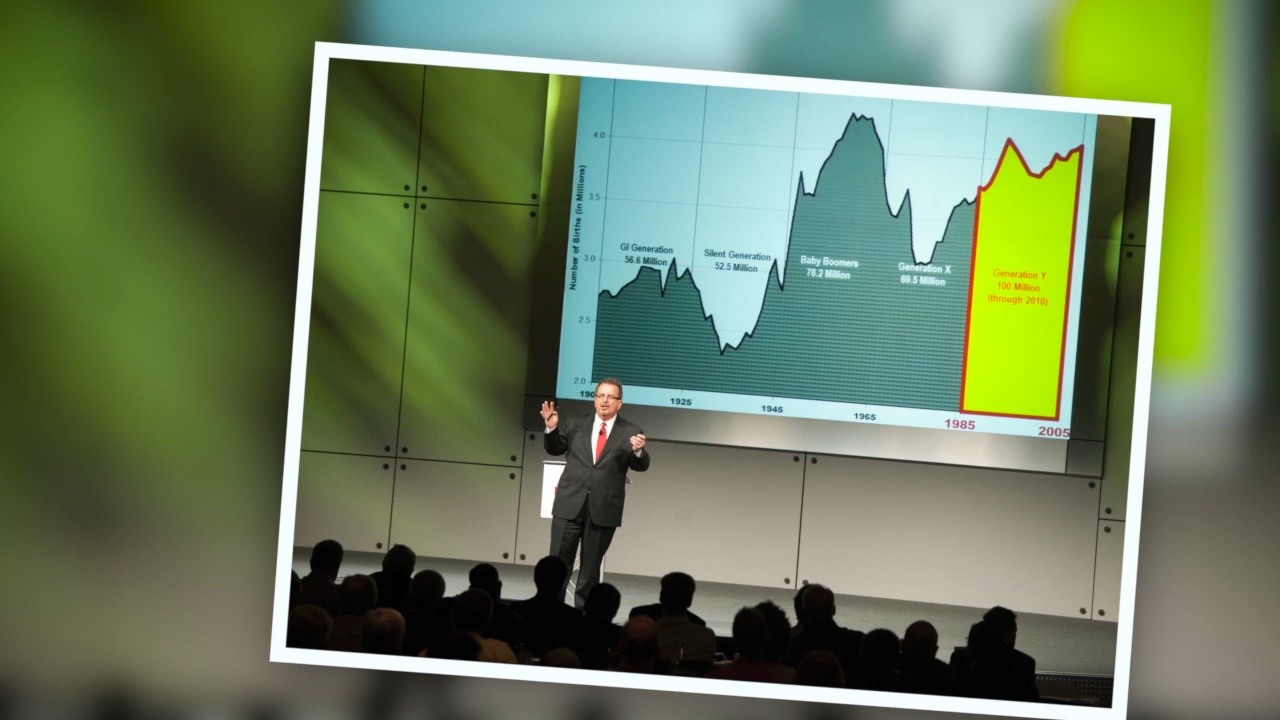 4.0
3.5
3.0
2.5
2.0
Number of Births (in Millions)
GI Generation
56.6 Million
Silent Generation
52.5 Million
Baby Boomers
78.2 Million
Generation X
69.5 Million
Generation Y
100 Million
(through 2010)
1925
1945
1965
1985
2005